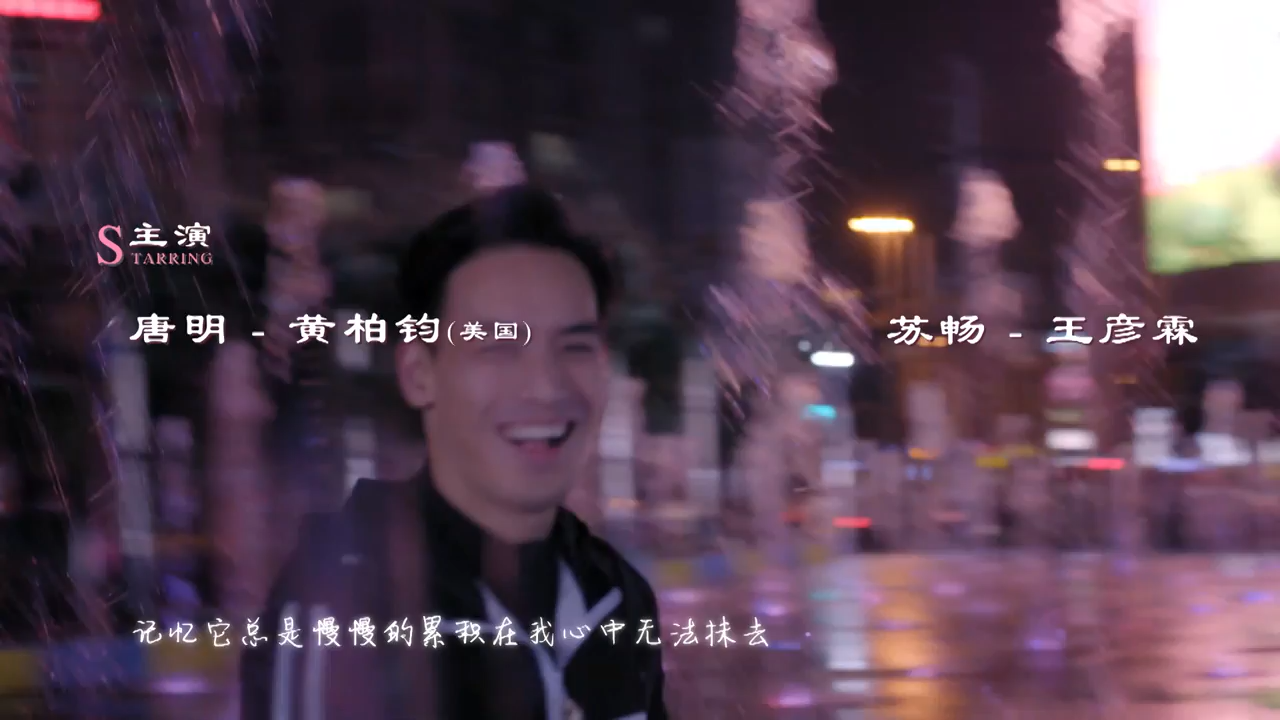 主演
STARRING
唐明 - 黄柏钧(美国)
苏畅 - 王彦霖
记忆它总是慢慢的累积在我心中无法抹去